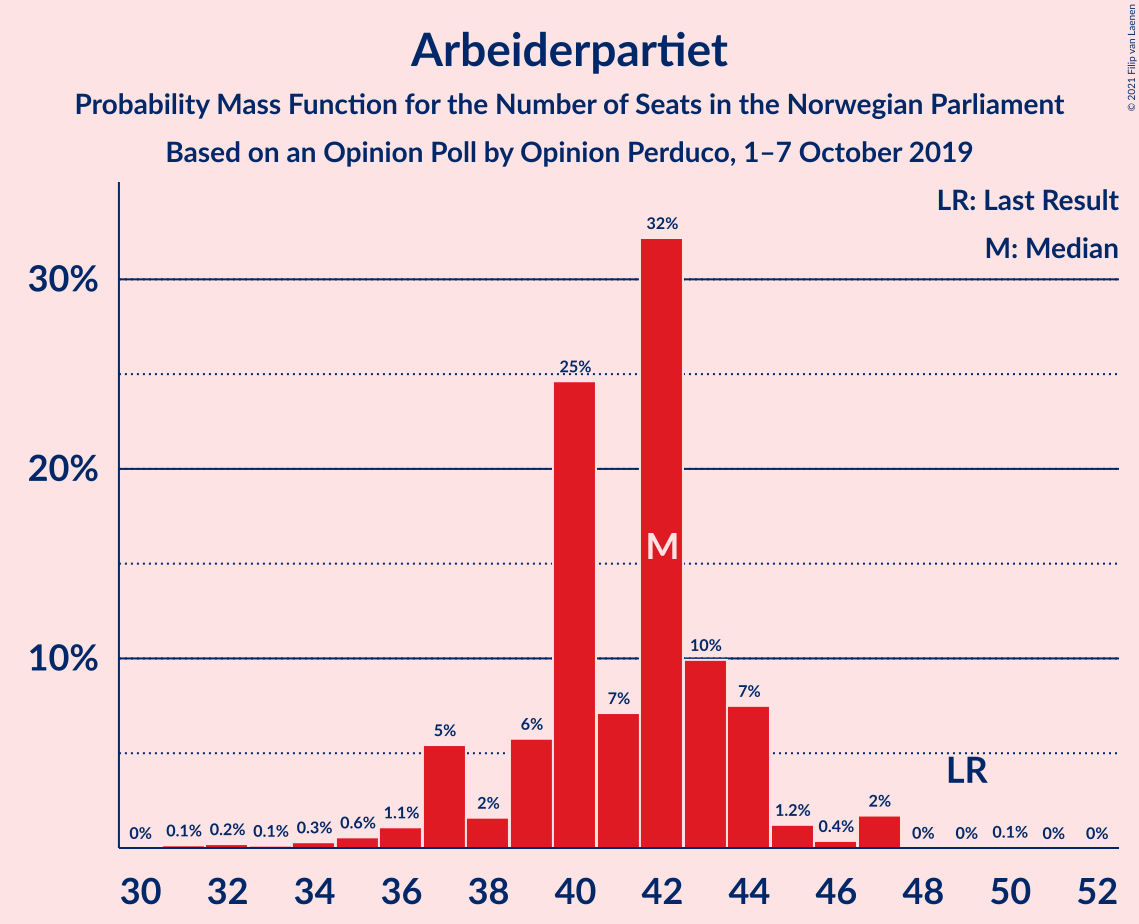 Arbeiderpartiet
Probability Mass Function for the Number of Seats in the Norwegian Parliament
Based on an Opinion Poll by Opinion Perduco, 1–7 October 2019
© 2021 Filip van Laenen
LR: Last Result
M: Median
30%
20%
10%
0% 0.1% 0.2% 0.1% 0.3% 0.6% 1.1% 5% 2% 6% 25% 7% 32% 10% 7% 1.2% 0.4% 2% 0% 0% 0.1% 0% 0%
M
LR
30 32 34 36 38 40 42 44 46 48 50 52